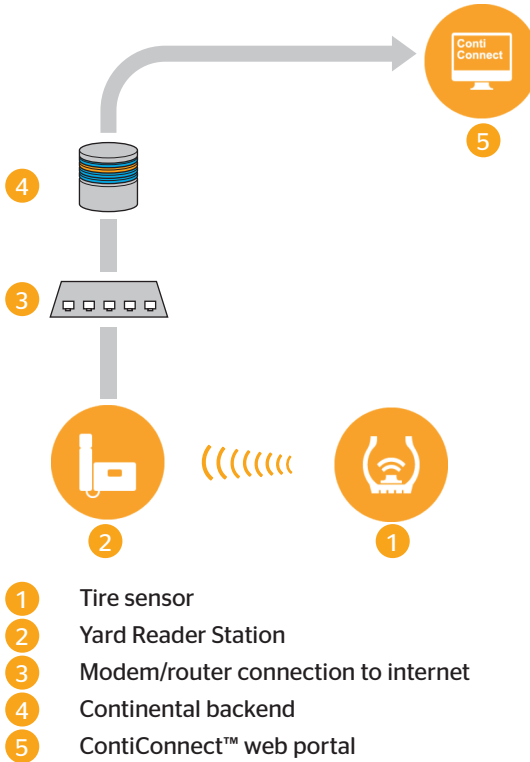 Conti
Connect
5
4
3
2
1
1 Tire sensor
2 Yard Reader Station
3 Modem/router connection to internet
4 Continental backend
5 ContiConnect™ web portal